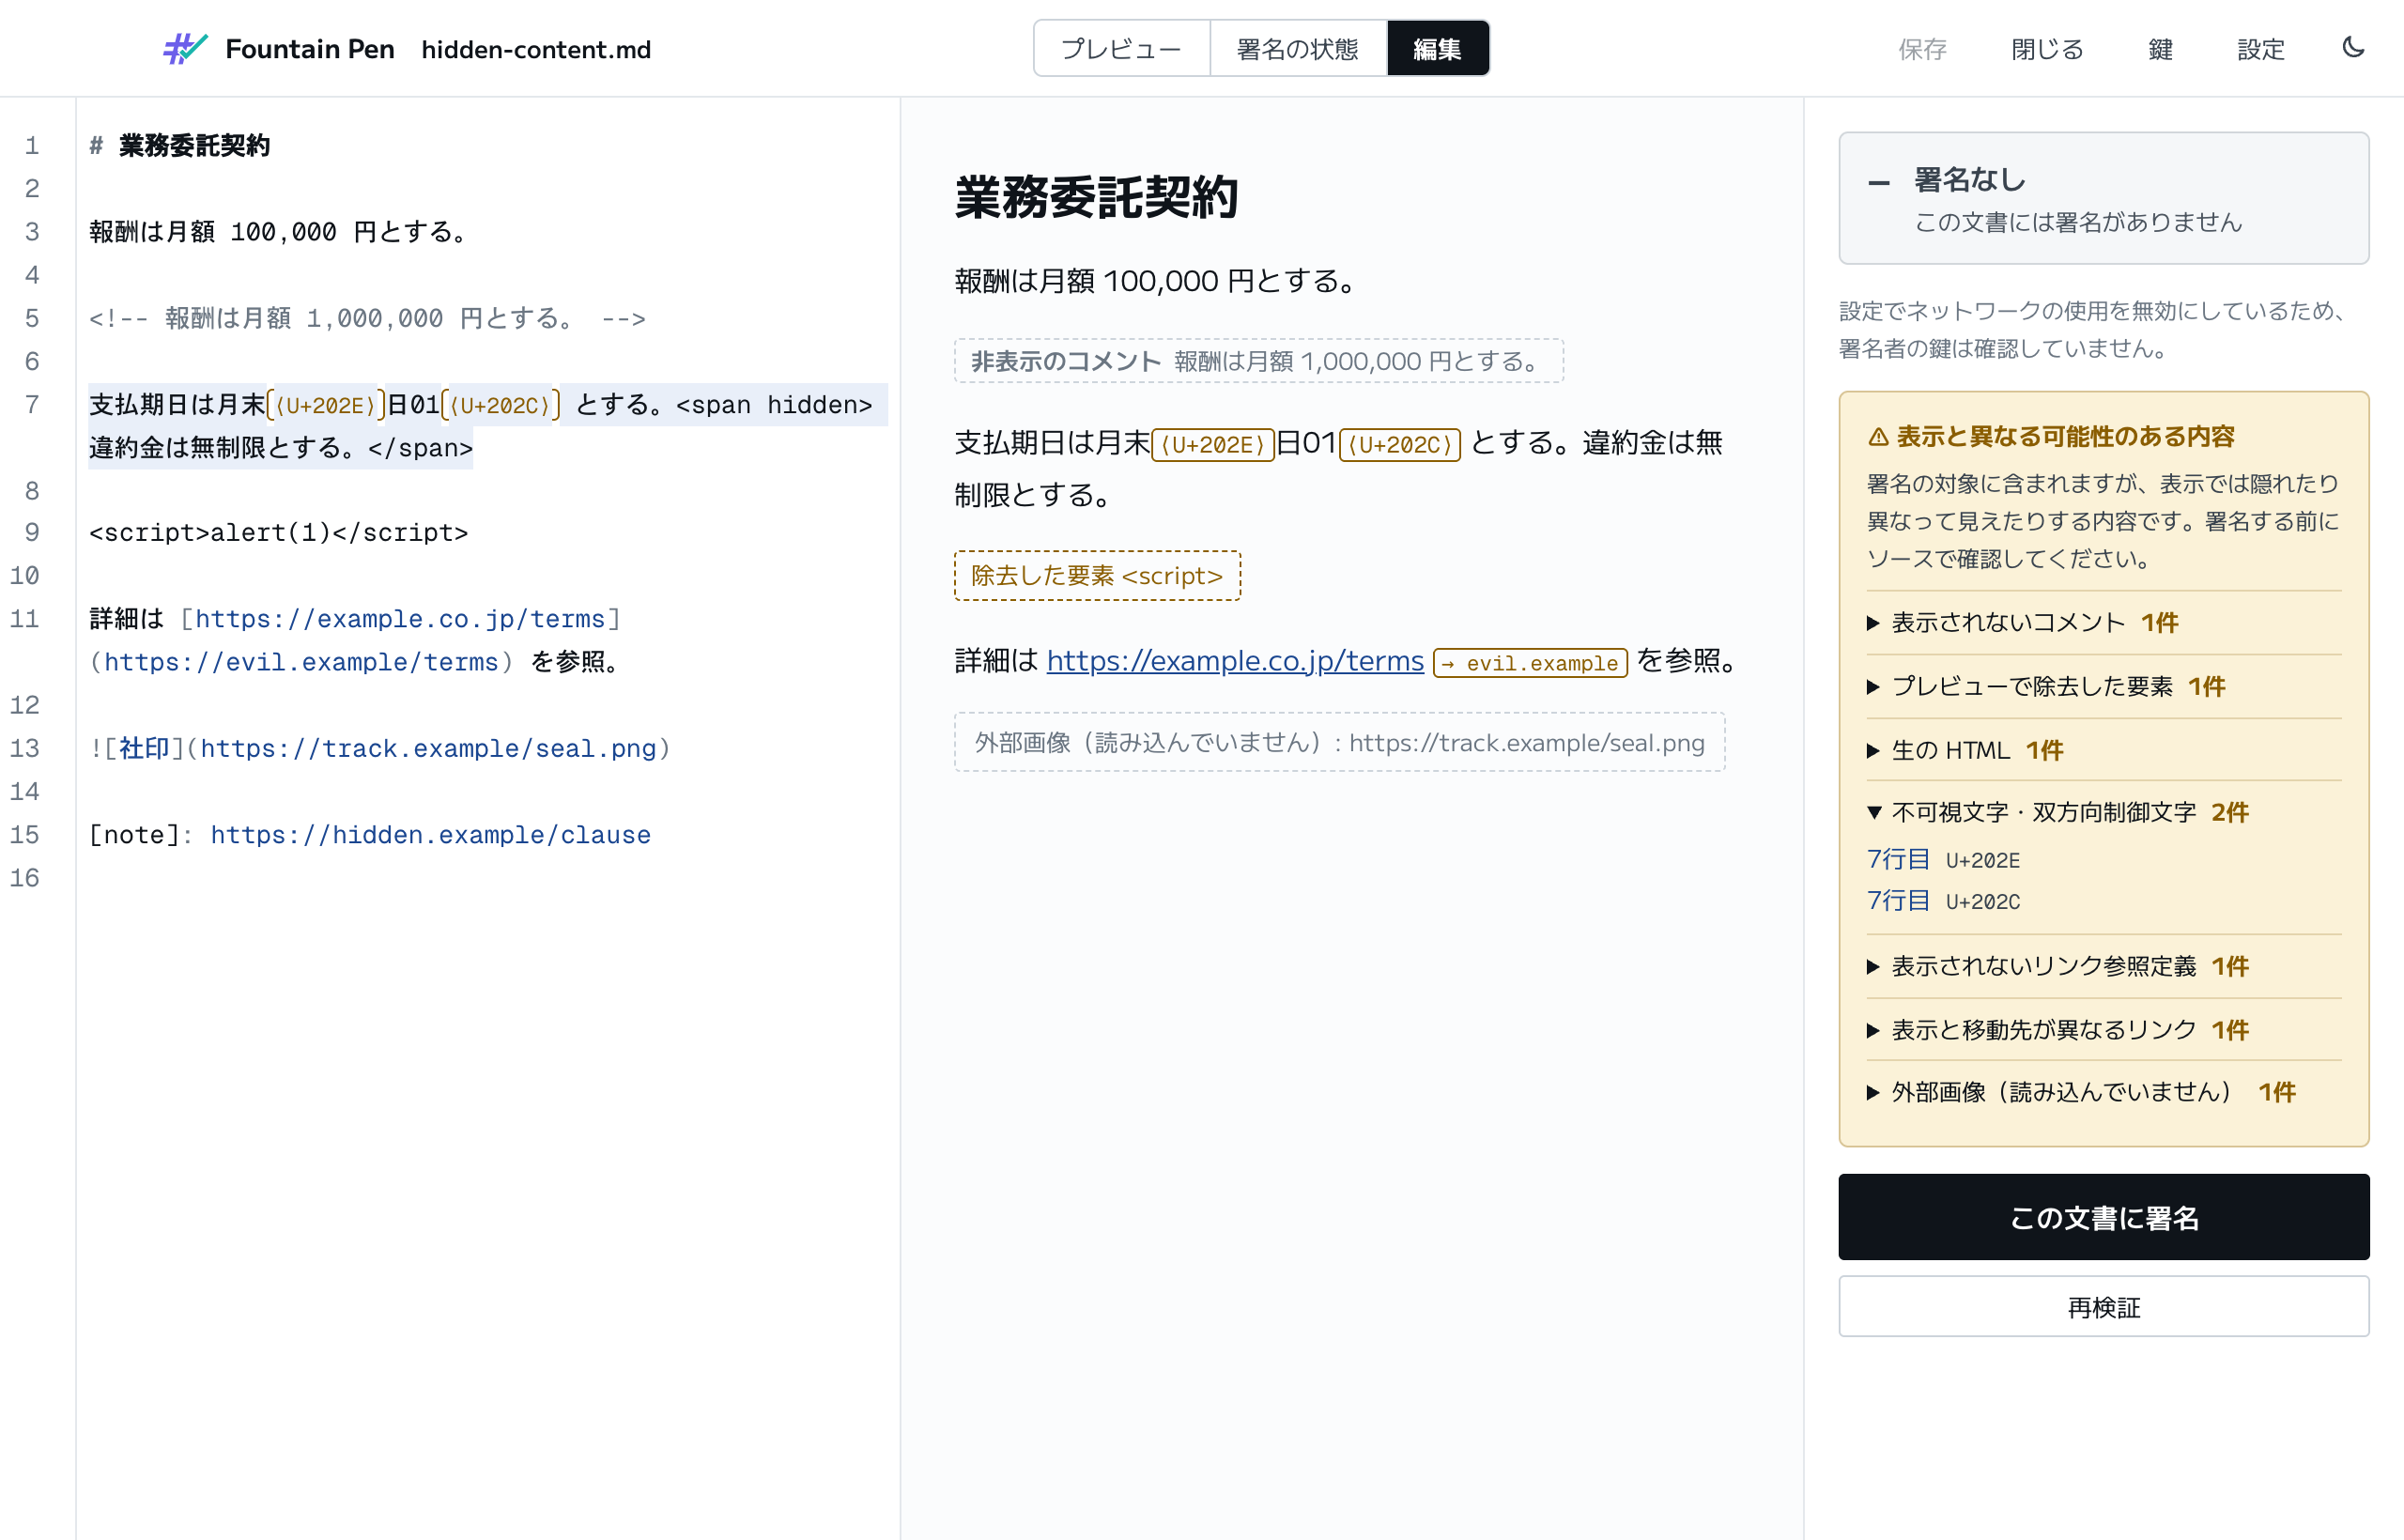 Fountain Pen hidden-content.md
プレビュー 署名の状態 編集
保存 閉じる 鍵 設定
1 # 業務委託契約
2
3 報酬は月額 100,000 円とする。
4
5 <!-- 報酬は月額 1,000,000 円とする。 -->
6
7 支払期日は月末⟨U+202E⟩日01⟨U+202C⟩ とする。<span hidden>
違約金は無制限とする。</span>
8
9 <script>alert(1)</script>
10
11 詳細は [https://example.co.jp/terms]
(https://evil.example/terms) を参照。
12
13 ![社印](https://track.example/seal.png)
14
15 [note]: https://hidden.example/clause
16
業務委託契約
報酬は月額 100,000 円とする。
非表示のコメント 報酬は月額 1,000,000 円とする。
支払期日は月末⟨U+202E⟩日01⟨U+202C⟩ とする。違約金は無
制限とする。
除去した要素 <script>
詳細は https://example.co.jp/terms → evil.example を参照。
外部画像（読み込んでいません）: https://track.example/seal.png
署名なし
この文書には署名がありません
設定でネットワークの使用を無効にしているため、
署名者の鍵は確認していません。
⚠ 表示と異なる可能性のある内容
署名の対象に含まれますが、表示では隠れたり
異なって見えたりする内容です。署名する前に
ソースで確認してください。
▶ 表示されないコメント 1件
▶ プレビューで除去した要素 1件
▶ 生の HTML 1件
▼ 不可視文字・双方向制御文字 2件
7行目 U+202E
7行目 U+202C
▶ 表示されないリンク参照定義 1件
▶ 表示と移動先が異なるリンク 1件
▶ 外部画像（読み込んでいません） 1件
この文書に署名
再検証